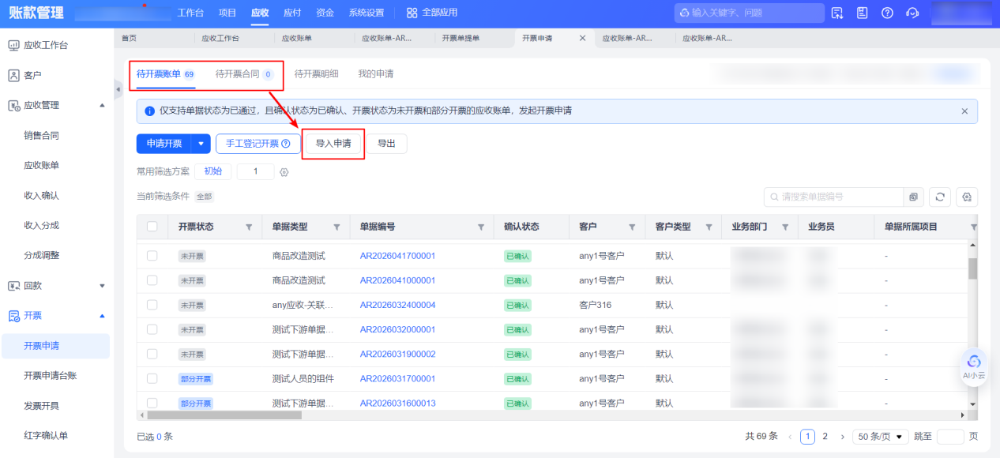 账款管理 工作台 项目 应收 应付 资金 系统设置 全部应用 输入关键字、问题
首页 应收工作台 应收账单 应收账单-AR... 开票单提单 开票申请 应收账单-AR... 应收账单-AR...
应收工作台
客户
应收管理
销售合同
应收账单
收入确认
收入分成
分成调整
回款
开票
开票申请
开票申请台账
发票开具
红字确认单
待开票账单 69 待开票合同 0 待开票明细 我的申请
仅支持单据状态为已通过，且确认状态为已确认、开票状态为未开票和部分开票的应收账单，发起开票申请
申请开票 手工登记开票 导入申请 导出
常用筛选方案 初始 1
当前筛选条件 全部 请搜索单据编号
开票状态 单据类型 单据编号 确认状态 客户 客户类型 业务部门 业务员 单据所属项目
未开票 商品改造测试 AR2026041700001 已确认 any1号客户 默认 -
未开票 商品改造测试 AR2026041000001 已确认 any1号客户 默认 -
未开票 any应收-关联... AR2026032400004 已确认 客户316 默认 -
未开票 测试下游单据... AR2026032000001 已确认 any1号客户 默认 -
未开票 测试下游单据... AR2026031900002 已确认 any1号客户 默认 -
部分开票 测试人员的组件 AR2026031700001 已确认 any1号客户 默认 -
部分开票 测试下游单据... AR2026031600013 已确认 any1号客户 默认 -
AI小云
已选 0 条 共 69 条 1 2 50 条/页 跳至 页